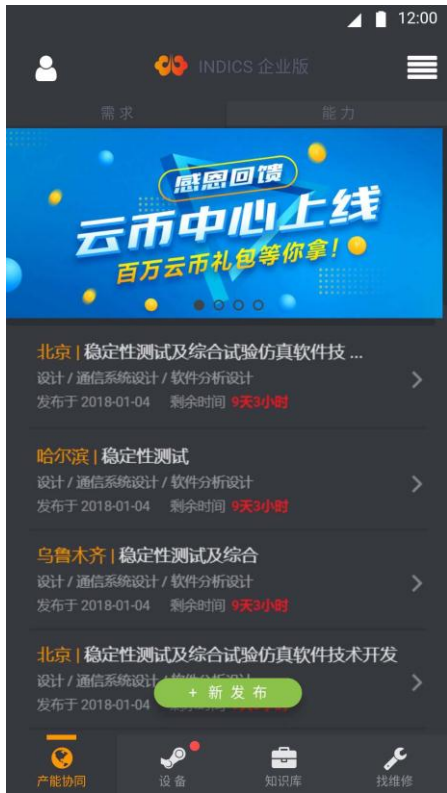 12:00
INDICS 企业版
需求
能力
感恩回馈
云币中心上线
百万云币礼包等你拿！
北京 | 稳定性测试及综合试验仿真软件技 ...
设计 / 通信系统设计 / 软件分析设计
发布于 2018-01-04 剩余时间 9天3小时
哈尔滨 | 稳定性测试
设计 / 通信系统设计 / 软件分析设计
发布于 2018-01-04 剩余时间 9天3小时
乌鲁木齐 | 稳定性测试及综合
设计 / 通信系统设计 / 软件分析设计
发布于 2018-01-04 剩余时间 9天3小时
北京 | 稳定性测试及综合试验仿真软件技术开发
设计 / 通信系统设计
发布于 2018-01-04
+ 新发布
产能协同
设备
知识库
找维修